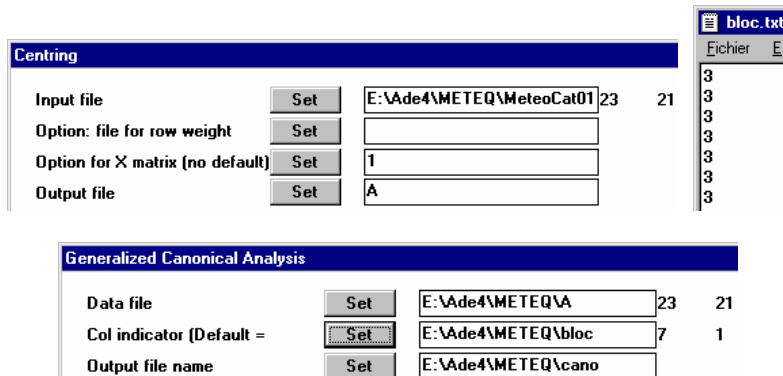 bloc.txt
Fichier E
3
3
3
3
3
3
3
Centring
Input file Set E:\Ade4\METEQ\MeteoCat01 23 21
Option: file for row weight Set
Option for X matrix (no default) Set 1
Output file Set A
Generalized Canonical Analysis
Data file Set E:\Ade4\METEQ\A 23 21
Col indicator (Default = Set E:\Ade4\METEQ\bloc 7 1
Output file name Set E:\Ade4\METEQ\cano